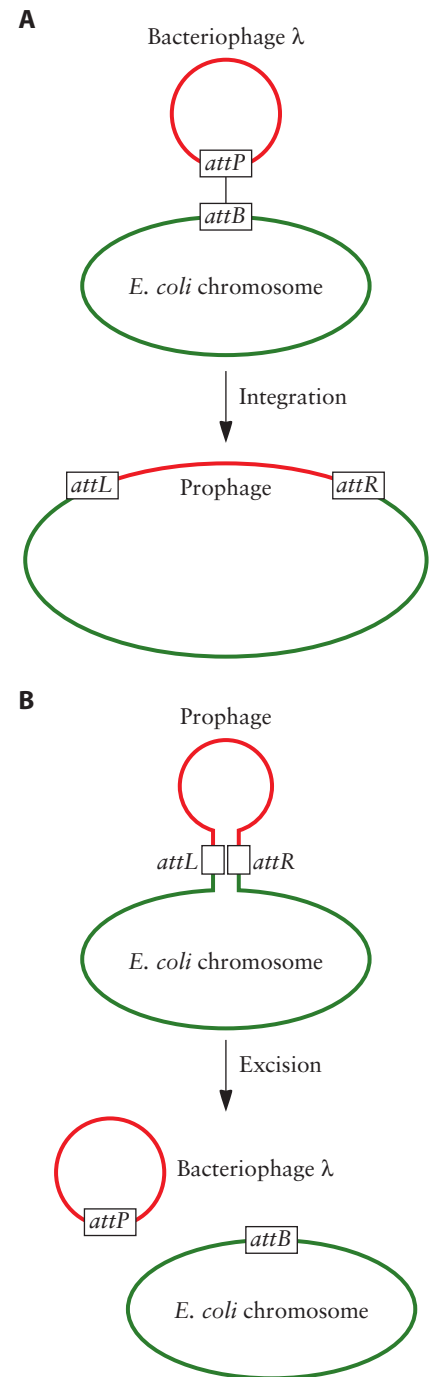 A
Bacteriophage λ
attP
attB
E. coli chromosome
Integration
attL
Prophage
attR
B
Prophage
attL
attR
E. coli chromosome
Excision
Bacteriophage λ
attP
attB
E. coli chromosome